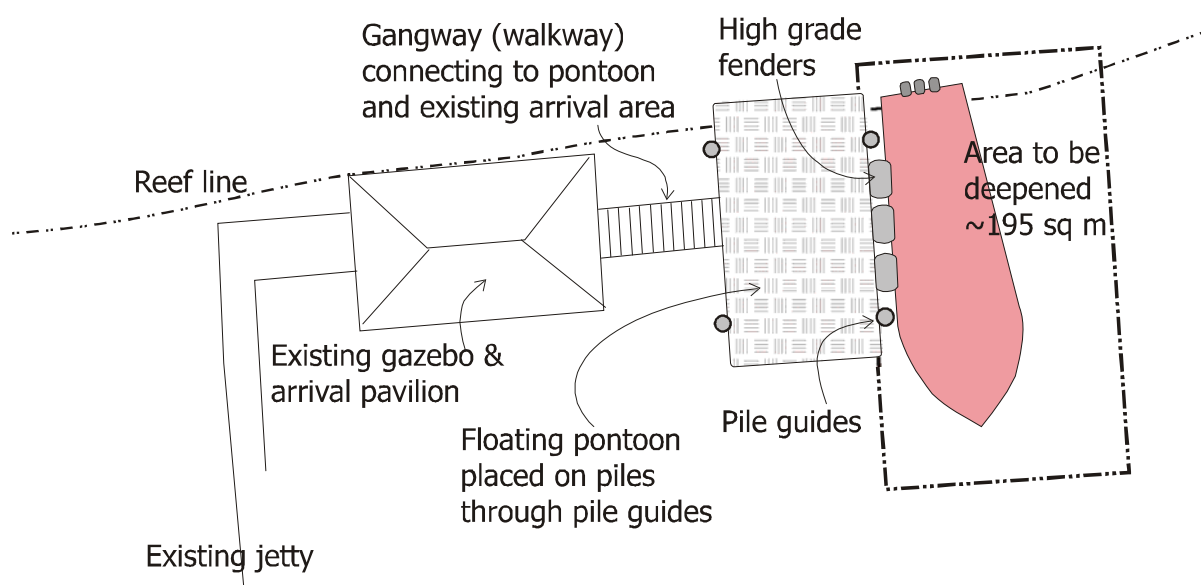 Gangway (walkway)
connecting to pontoon
and existing arrival area
High grade
fenders
Reef line
Area to be
deepened
~195 sq m
Existing gazebo &
arrival pavilion
Floating pontoon
placed on piles
through pile guides
Pile guides
Existing jetty